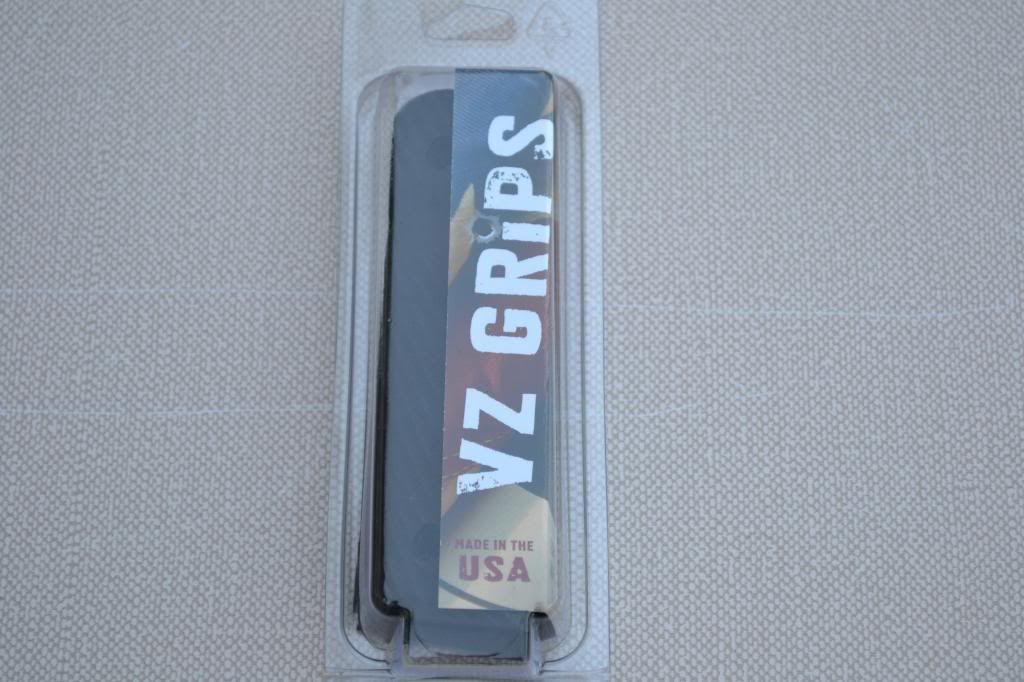 VZ GRiPS
MADE IN THE
USA